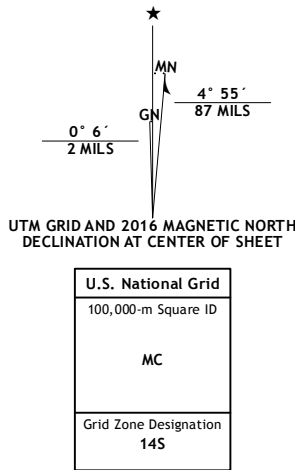 MN
GN
4° 55´
87 MILS
0° 6´
2 MILS
UTM GRID AND 2016 MAGNETIC NORTH
DECLINATION AT CENTER OF SHEET
U.S. National Grid
100,000-m Square ID
MC
Grid Zone Designation
14S